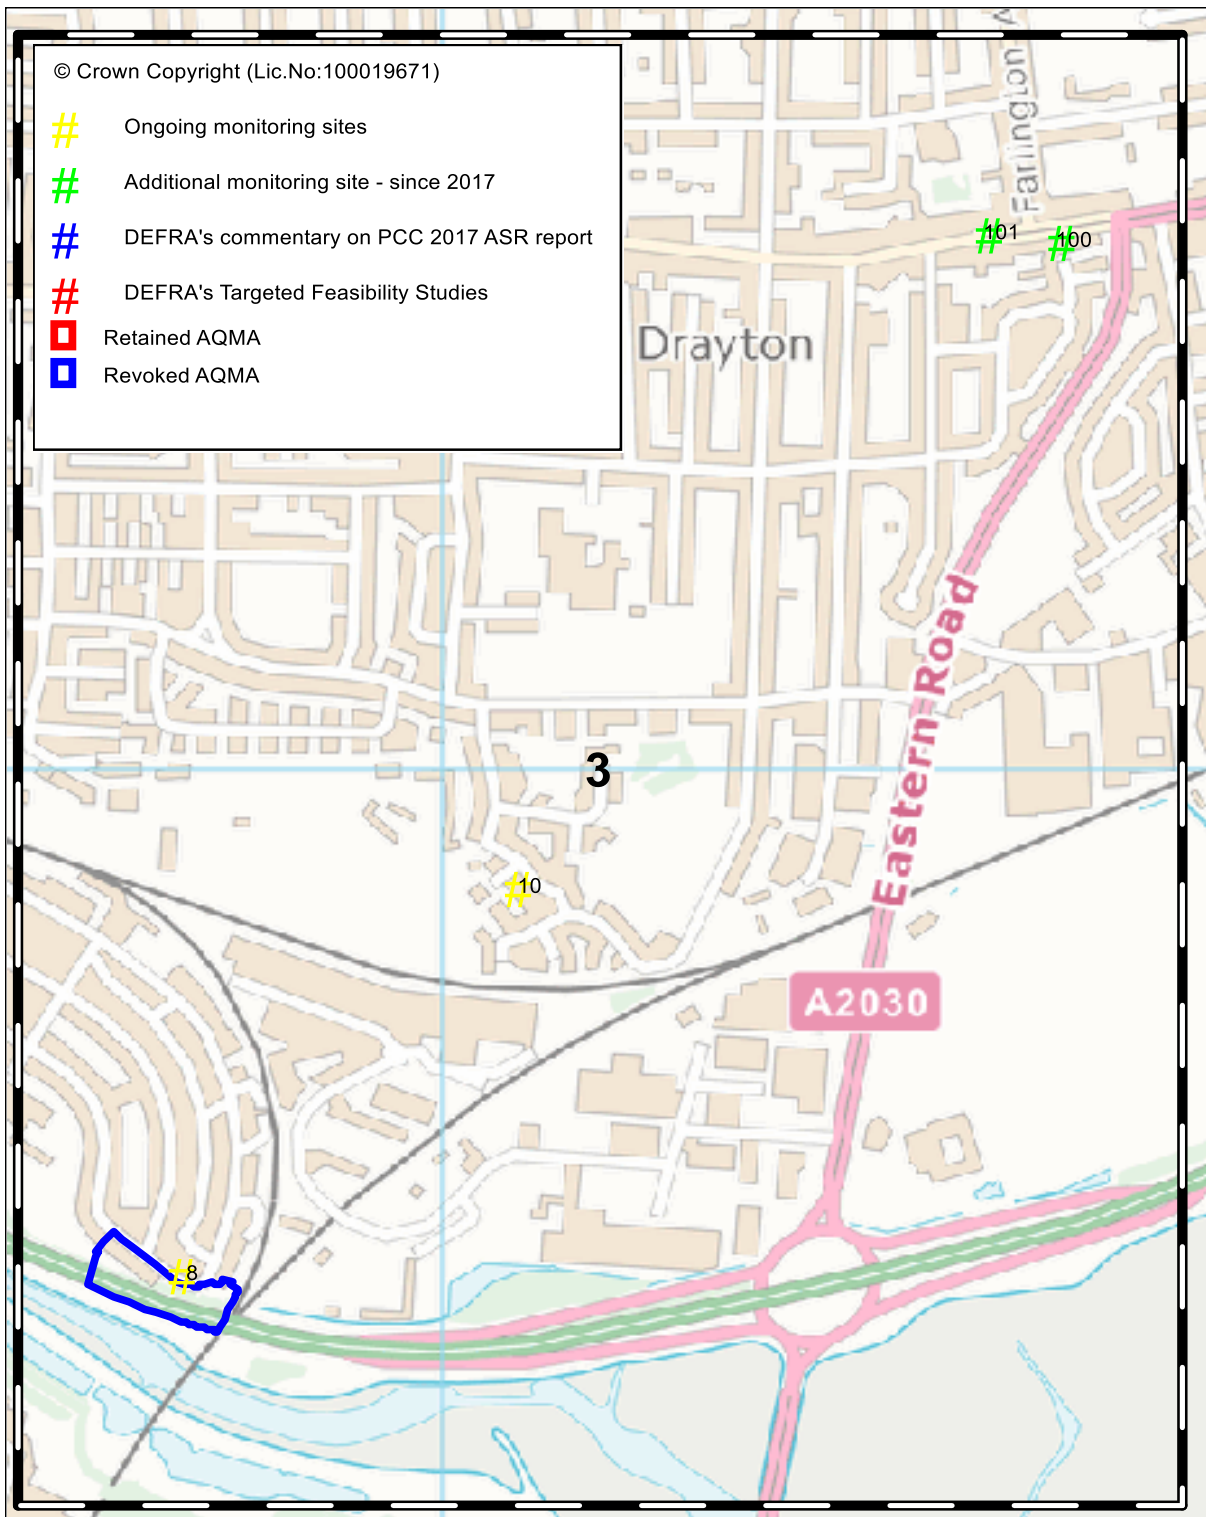 © Crown Copyright (Lic.No:100019671)
# Ongoing monitoring sites
# Additional monitoring site - since 2017
# DEFRA's commentary on PCC 2017 ASR report
# DEFRA's Targeted Feasibility Studies
Retained AQMA
Revoked AQMA
Farlington
#101
#100
Drayton
Eastern Road
3
#10
A2030
#8